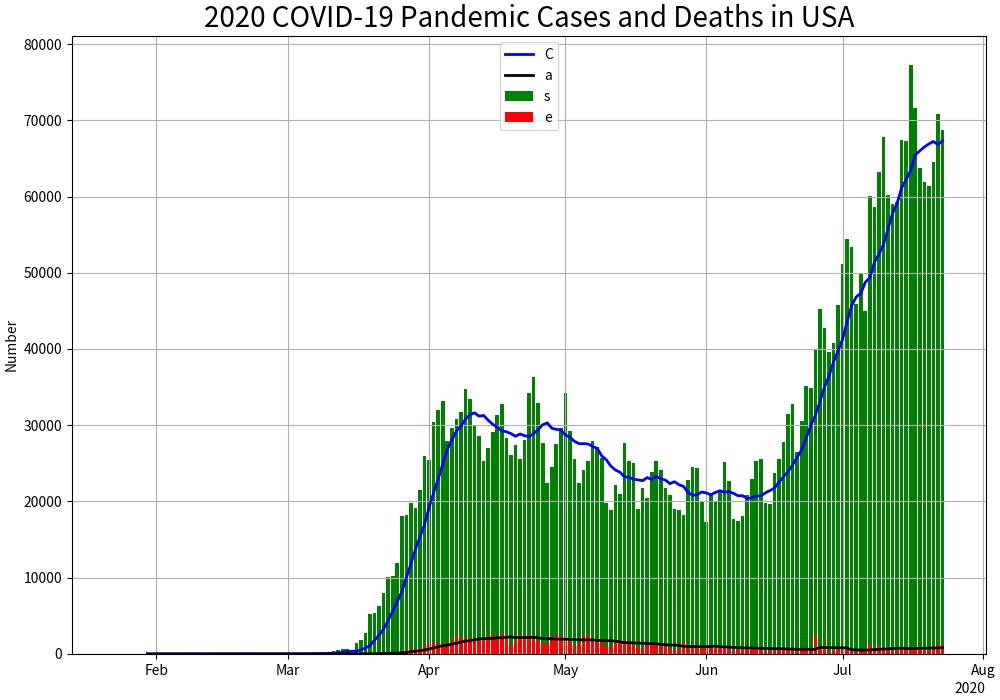 2020 COVID-19 Pandemic Cases and Deaths in USA
80000
70000
60000
50000
40000
30000
20000
10000
0
Number
C
a
s
e
Feb
Mar
Apr
May
Jun
Jul
Aug
2020